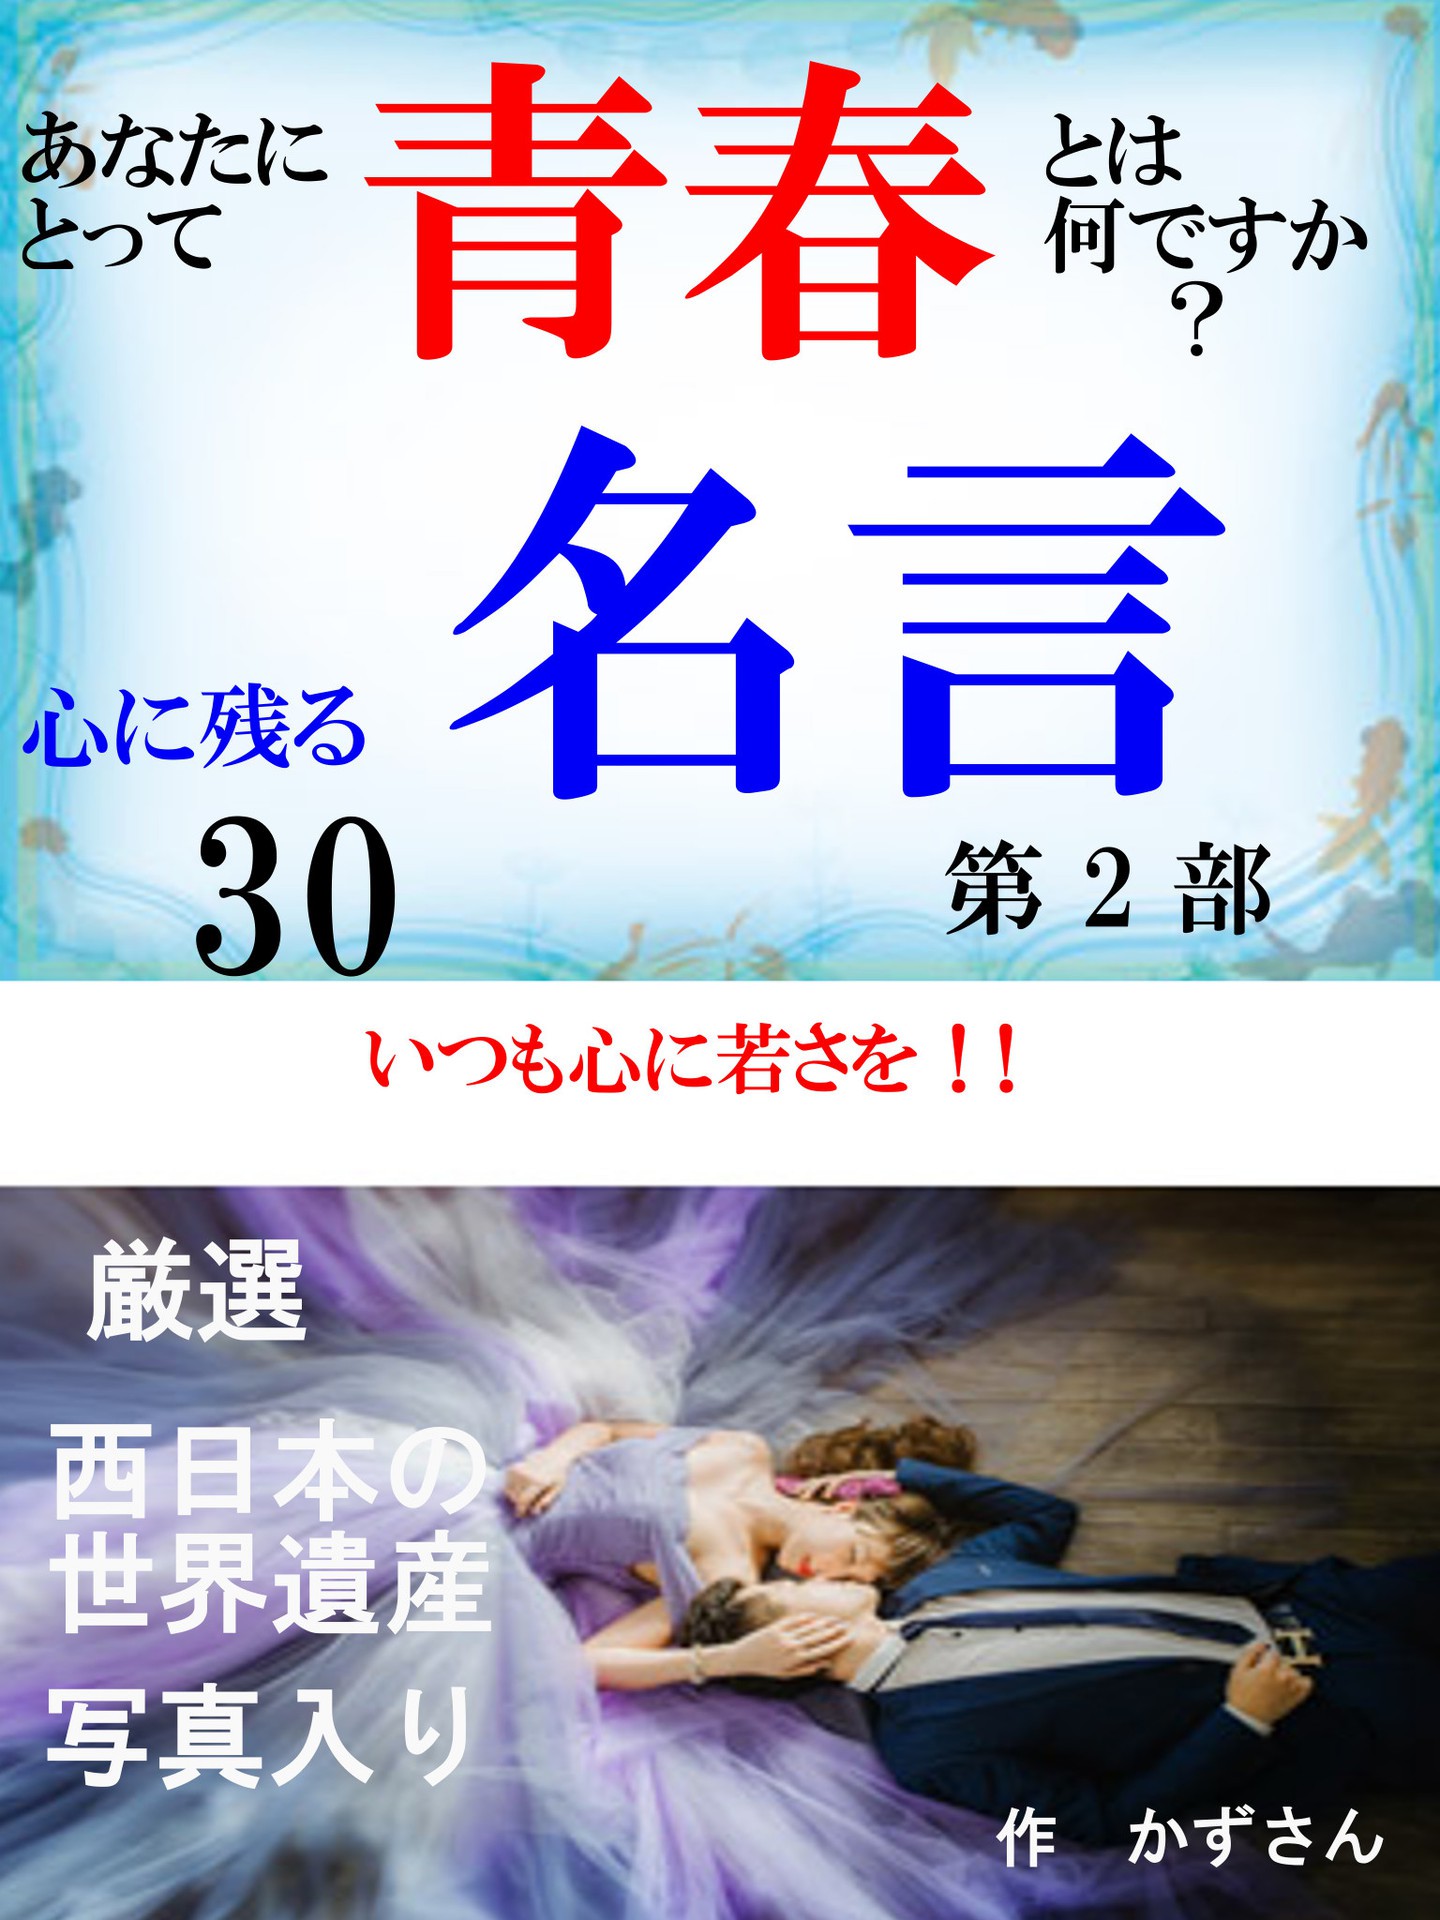 あなたに
とって
青春
とは
何ですか
？
名言
心に残る
30
第2部
いつも心に若さを！！
厳選
西日本の
世界遺産
写真入り
作　かずさん